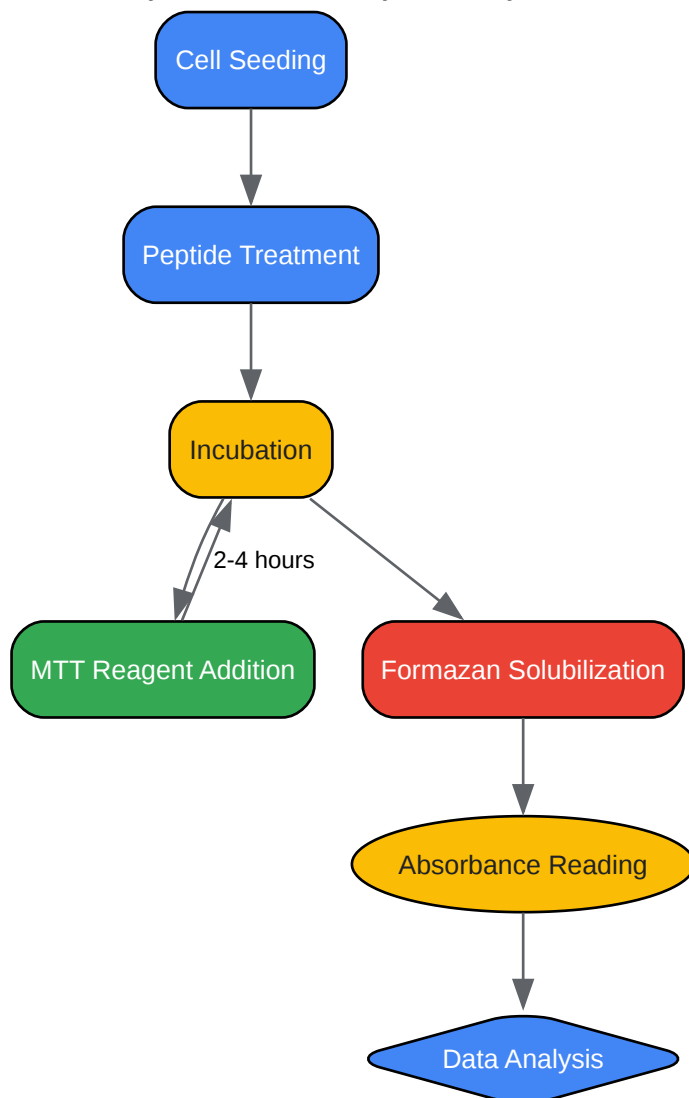 Cell Seeding
Peptide Treatment
Incubation
2-4 hours
MTT Reagent Addition
Formazan Solubilization
Absorbance Reading
Data Analysis